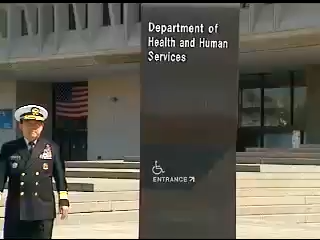 Department of
Health and Human
Services
ENTRANCE ↗